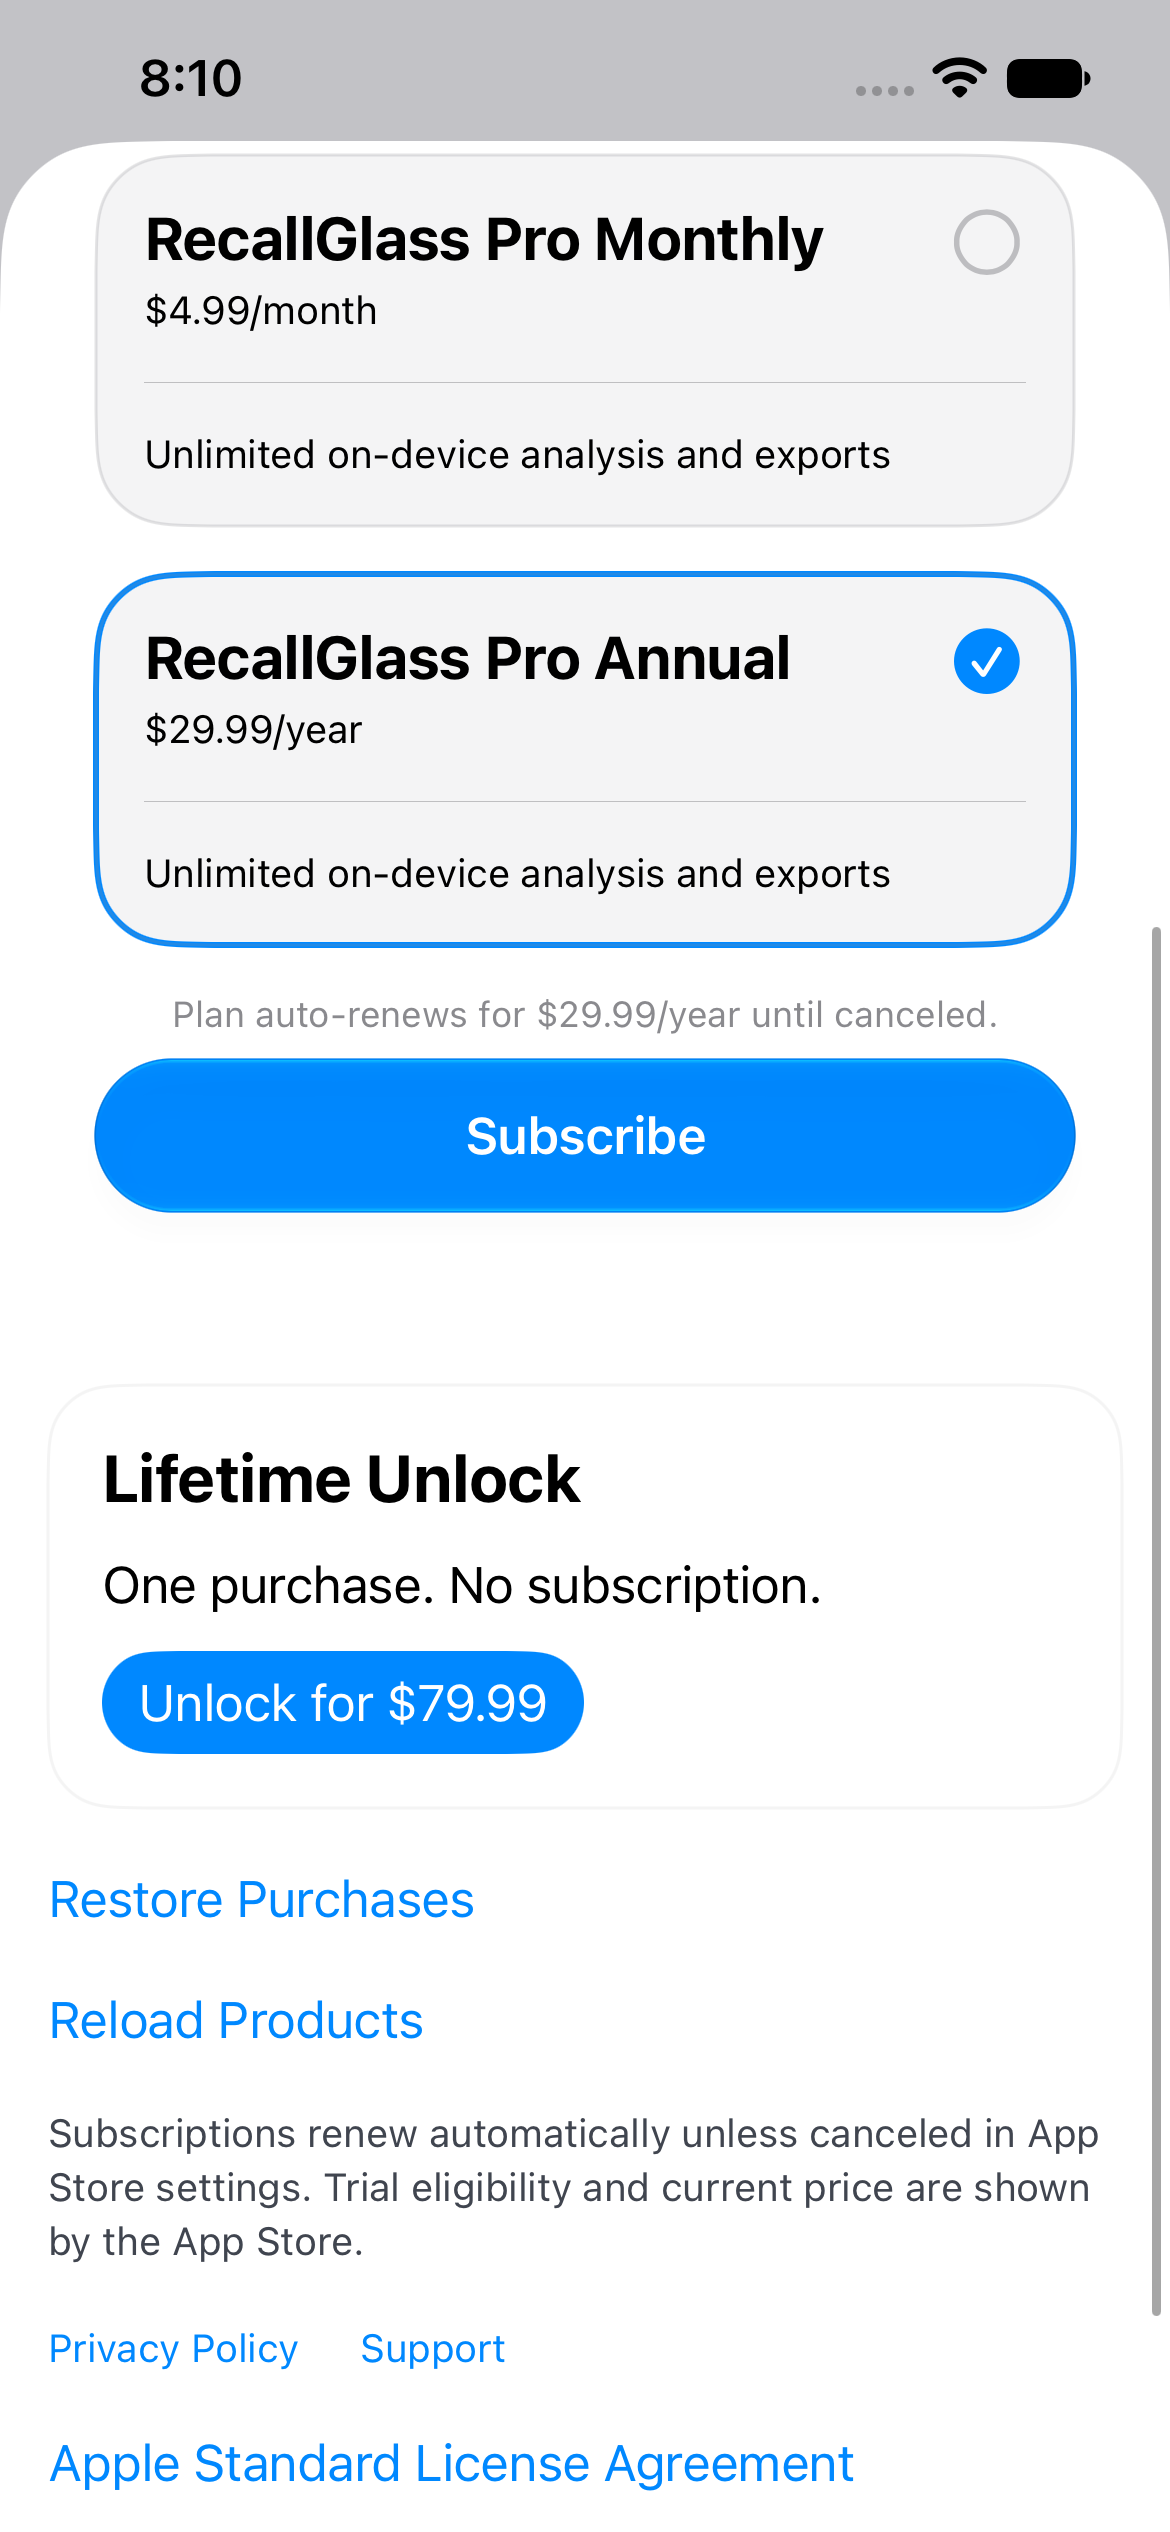 8:10
RecallGlass Pro Monthly
$4.99/month
Unlimited on-device analysis and exports
RecallGlass Pro Annual
$29.99/year
Unlimited on-device analysis and exports
Plan auto-renews for $29.99/year until canceled.
Subscribe
Lifetime Unlock
One purchase. No subscription.
Unlock for $79.99
Restore Purchases
Reload Products
Subscriptions renew automatically unless canceled in App
Store settings. Trial eligibility and current price are shown
by the App Store.
Privacy Policy Support
Apple Standard License Agreement